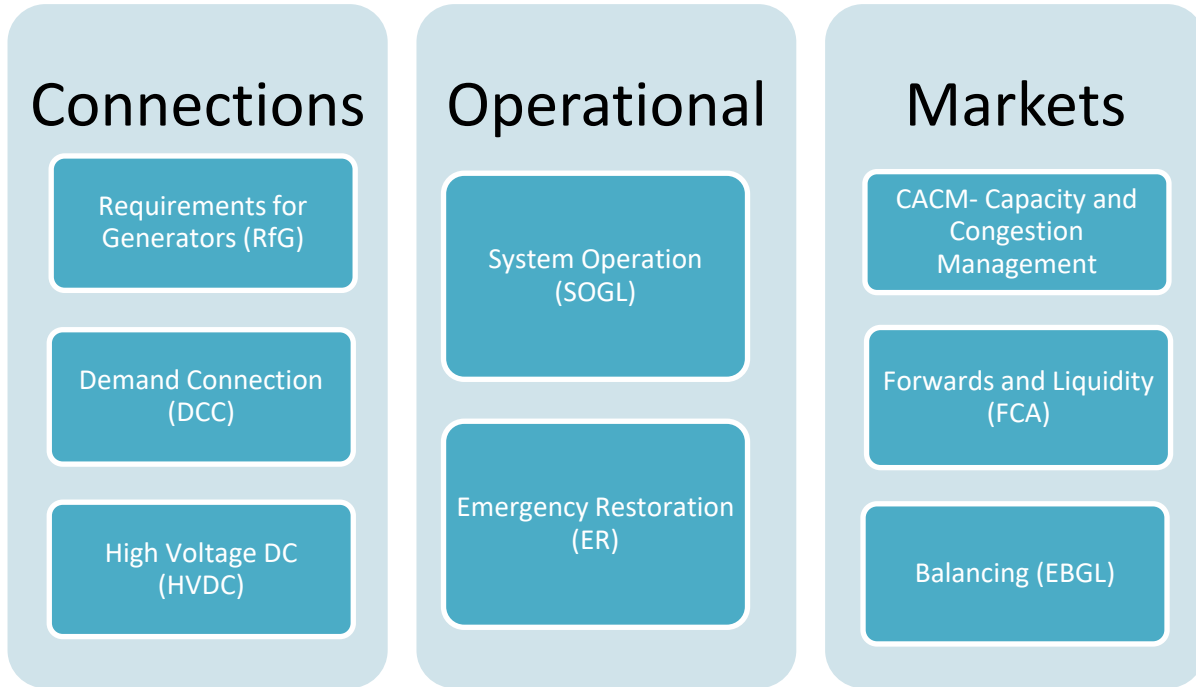 Connections
Requirements for
Generators (RfG)
Demand Connection
(DCC)
High Voltage DC
(HVDC)
Operational
System Operation
(SOGL)
Emergency Restoration
(ER)
Markets
CACM- Capacity and
Congestion
Management
Forwards and Liquidity
(FCA)
Balancing (EBGL)